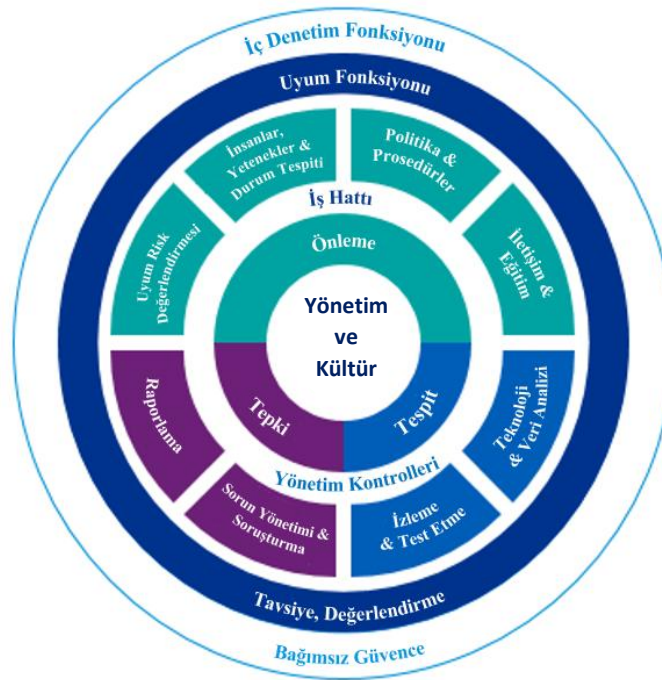 İç Denetim Fonksiyonu
Uyum Fonksiyonu
İnsanlar,
Yetenekler &
Durum Tespiti
Politika &
Prosedürler
İş Hattı
Uyum Risk
Değerlendirmesi
Önleme
İletişim &
Eğitim
Yönetim
ve
Kültür
Raporlama
Tepki
Tespit
Teknoloji
& Veri Analizi
Yönetim Kontrolleri
Sorun Yönetimi &
Soruşturma
İzleme
& Test Etme
Tavsiye, Değerlendirme
Bağımsız Güvence